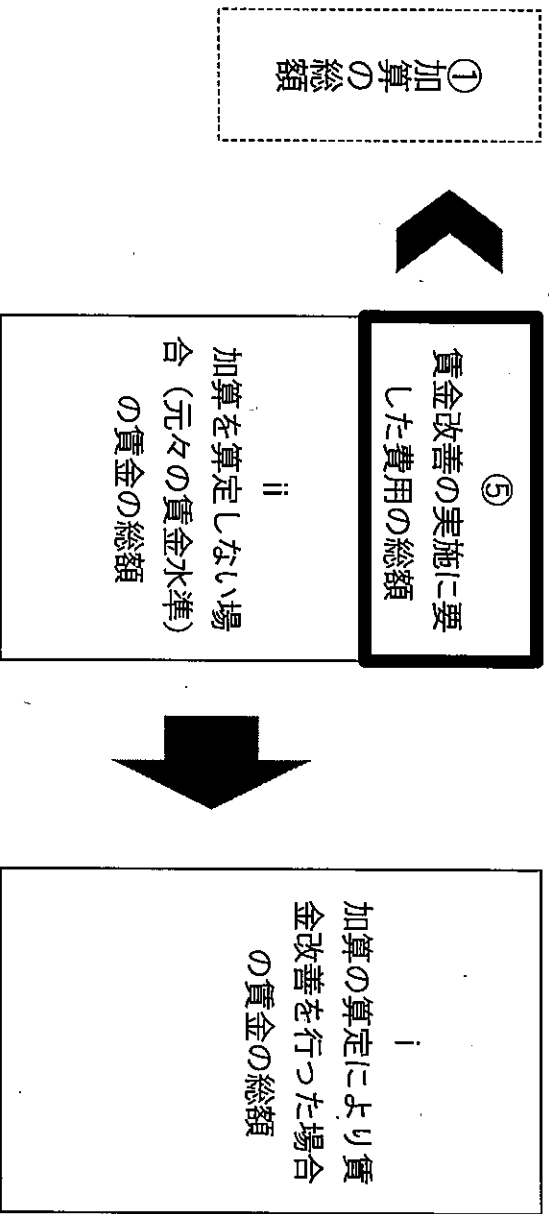 ①
加算の
総額
⑤
賃金改善の実施に要
した費用の総額
ii
加算を算定しない場
合（元々の賃金水準）
の賃金の総額
i
加算の算定により賃
金改善を行った場合
の賃金の総額